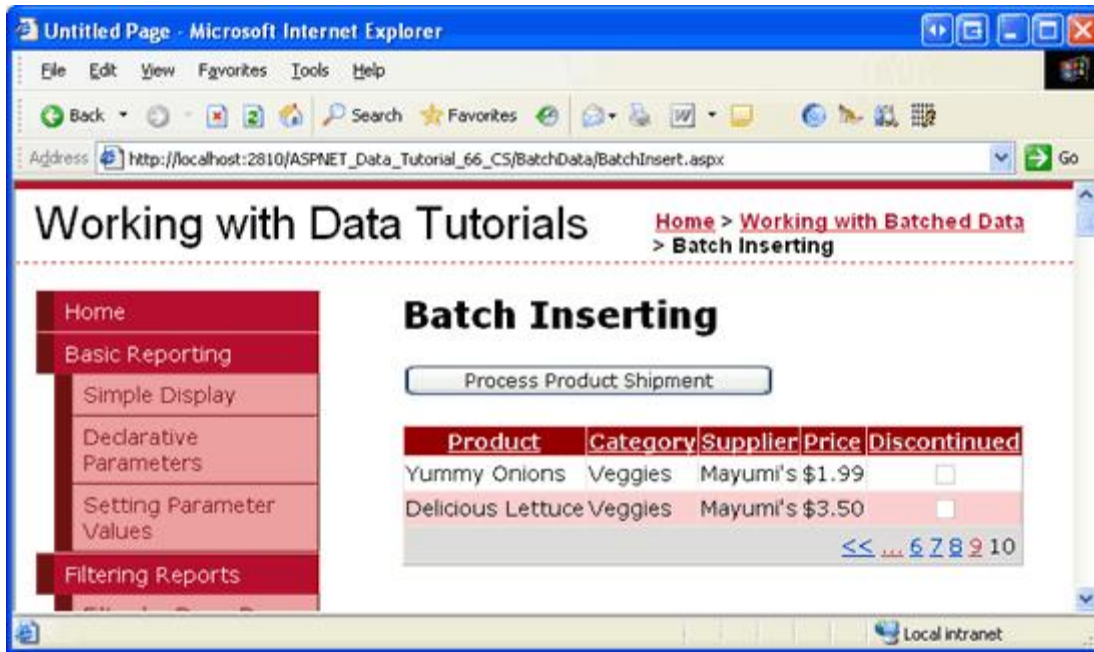 Untitled Page - Microsoft Internet Explorer
File Edit View Favorites Tools Help
Back Search Favorites
Address http://localhost:2810/ASPNET_Data_Tutorial_66_CS/BatchData/BatchInsert.aspx Go
Working with Data Tutorials
Home > Working with Batched Data
> Batch Inserting
Home
Basic Reporting
Simple Display
Declarative
Parameters
Setting Parameter
Values
Filtering Reports
Batch Inserting
Process Product Shipment
Product Category Supplier Price Discontinued
Yummy Onions Veggies Mayumi's $1.99
Delicious Lettuce Veggies Mayumi's $3.50
<< ... 6 7 8 9 10
Local intranet